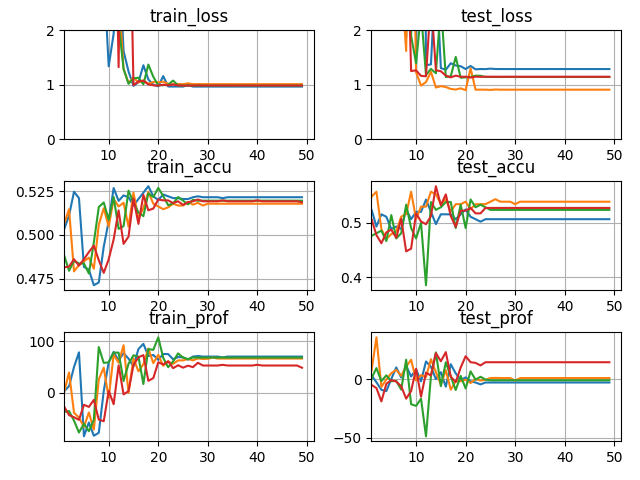 train_loss
test_loss
2
1
0
10 20 30 40 50
2
1
0
10 20 30 40 50
train_accu
test_accu
0.525
0.500
0.475
10 20 30 40 50
0.5
0.4
10 20 30 40 50
train_prof
test_prof
100
0
10 20 30 40 50
0
−50
10 20 30 40 50